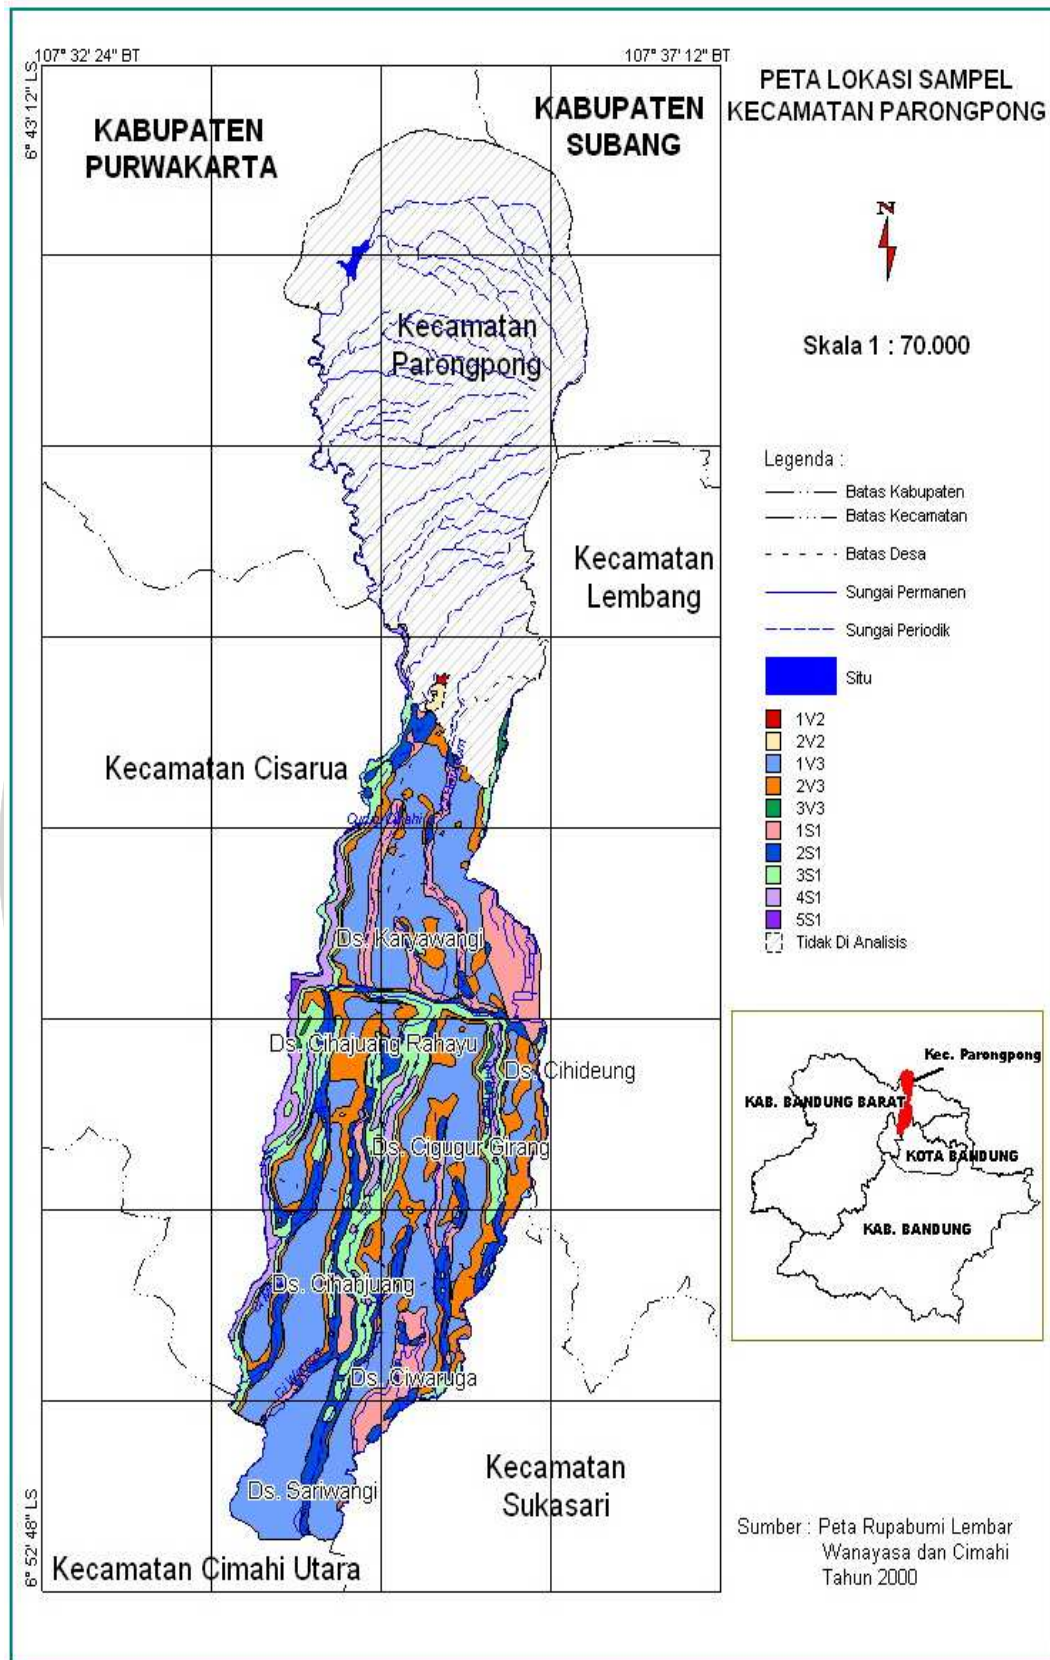 107° 32' 24" BT
107° 37' 12" BT
6° 43' 12" LS
6° 52' 48" LS
PETA LOKASI SAMPEL
KECAMATAN PARONGPONG
N
Skala 1 : 70.000
KABUPATEN
PURWAKARTA
KABUPATEN
SUBANG
Kecamatan
Parongpong
Kecamatan
Lembang
Kecamatan Cisarua
Ds. Karyawangi
Ds. Cihajuang Rahayu
Ds. Cihideung
Ds. Cigugur Girang
Ds. Cihabjuang
Ds. Ciwaruga
Ds. Sariwangi
Kecamatan
Sukasari
Kecamatan Cimahi Utara
Legenda :
Batas Kabupaten
Batas Kecamatan
Batas Desa
Sungai Permanen
Sungai Periodik
Situ
1V2
2V2
1V3
2V3
3V3
1S1
2S1
3S1
4S1
5S1
Tidak Di Analisis
Kec. Parongpong
KAB. BANDUNG BARAT
KOTA BANDUNG
KAB. BANDUNG
Sumber : Peta Rupabumi Lembar
Wanayasa dan Cimahi
Tahun 2000